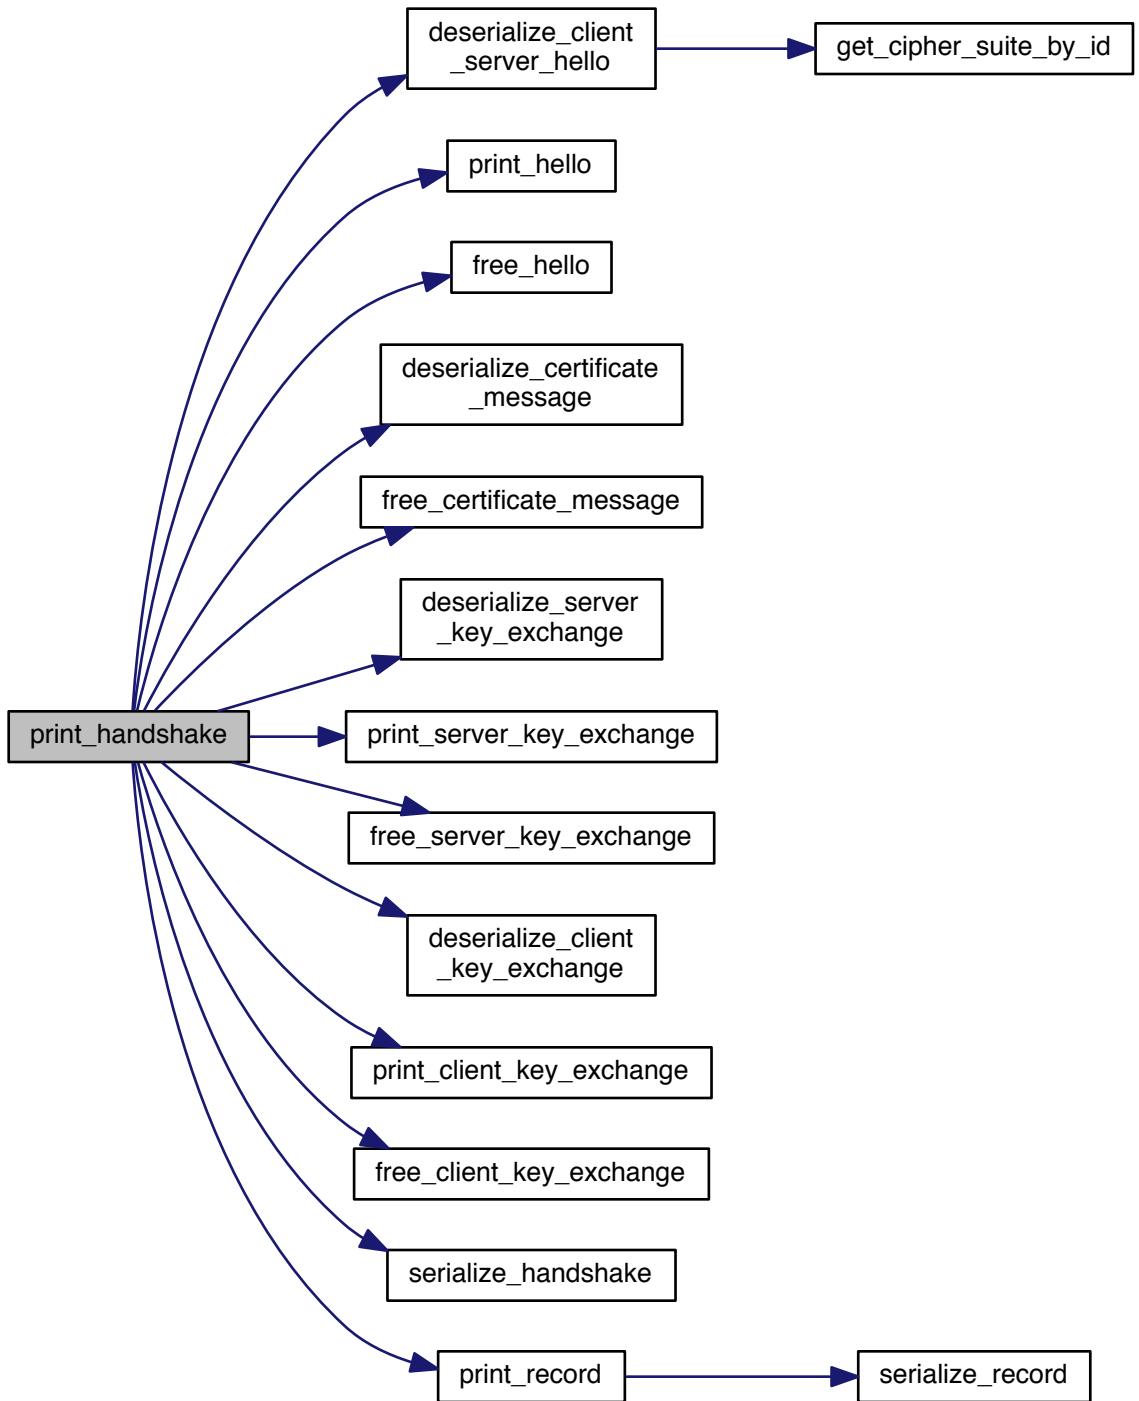 deserialize_client
_server_hello
get_cipher_suite_by_id
print_hello
free_hello
deserialize_certificate
_message
free_certificate_message
deserialize_server
_key_exchange
print_handshake
print_server_key_exchange
free_server_key_exchange
deserialize_client
_key_exchange
print_client_key_exchange
free_client_key_exchange
serialize_handshake
print_record
serialize_record